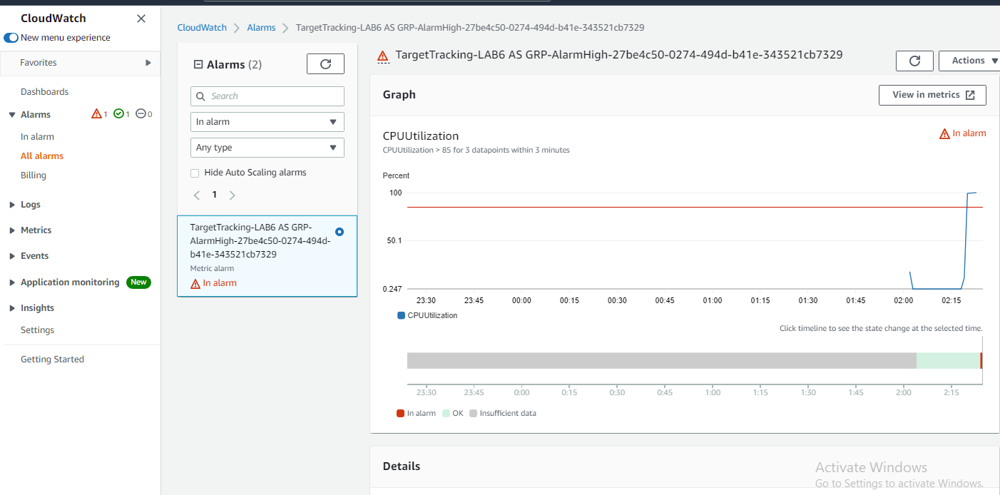 CloudWatch
New menu experience
Favorites
Dashboards
Alarms 1 1 0
In alarm
All alarms
Billing
Logs
Metrics
Events
Application monitoring New
Insights
Settings
Getting Started
CloudWatch Alarms TargetTracking-LAB6 AS GRP-AlarmHigh-27be4c50-0274-494d-b41e-343521cb7329
Alarms (2)
Search
In alarm
Any type
Hide Auto Scaling alarms
1
TargetTracking-LAB6 AS GRP-
AlarmHigh-27be4c50-0274-494d-
b41e-343521cb7329
Metric alarm
In alarm
TargetTracking-LAB6 AS GRP-AlarmHigh-27be4c50-0274-494d-b41e-343521cb7329
Actions
Graph
View in metrics
CPUUtilization
In alarm
CPUUtilization > 85 for 3 datapoints within 3 minutes
Percent
100
50.1
0.247
23:30 23:45 00:00 00:15 00:30 00:45 01:00 01:15 01:30 01:45 02:00 02:15
CPUUtilization
Click timeline to see the state change at the selected time.
23:30 23:45 0:00 0:15 0:30 0:45 1:00 1:15 1:30 1:45 2:00 2:15
In alarm OK Insufficient data
Details
Activate Windows
Go to Settings to activate Windows.